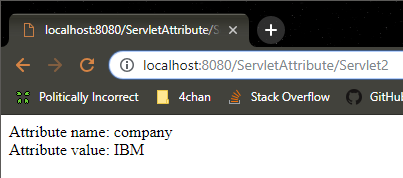 localhost:8080/ServletAttribute/S
localhost:8080/ServletAttribute/Servlet2
Politically Incorrect 4chan Stack Overflow GitHu
Attribute name: company
Attribute value: IBM